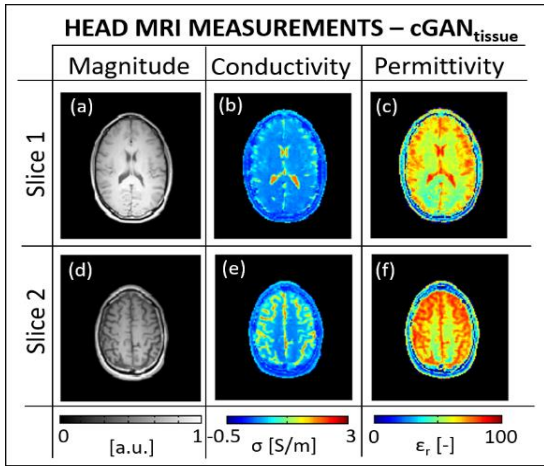 HEAD MRI MEASUREMENTS – cGANtissue
Magnitude Conductivity Permittivity
Slice 1
(a) (b) (c)
Slice 2
(d) (e) (f)
0 [a.u.] 1 -0.5 σ [S/m] 3 0 εr [-] 100